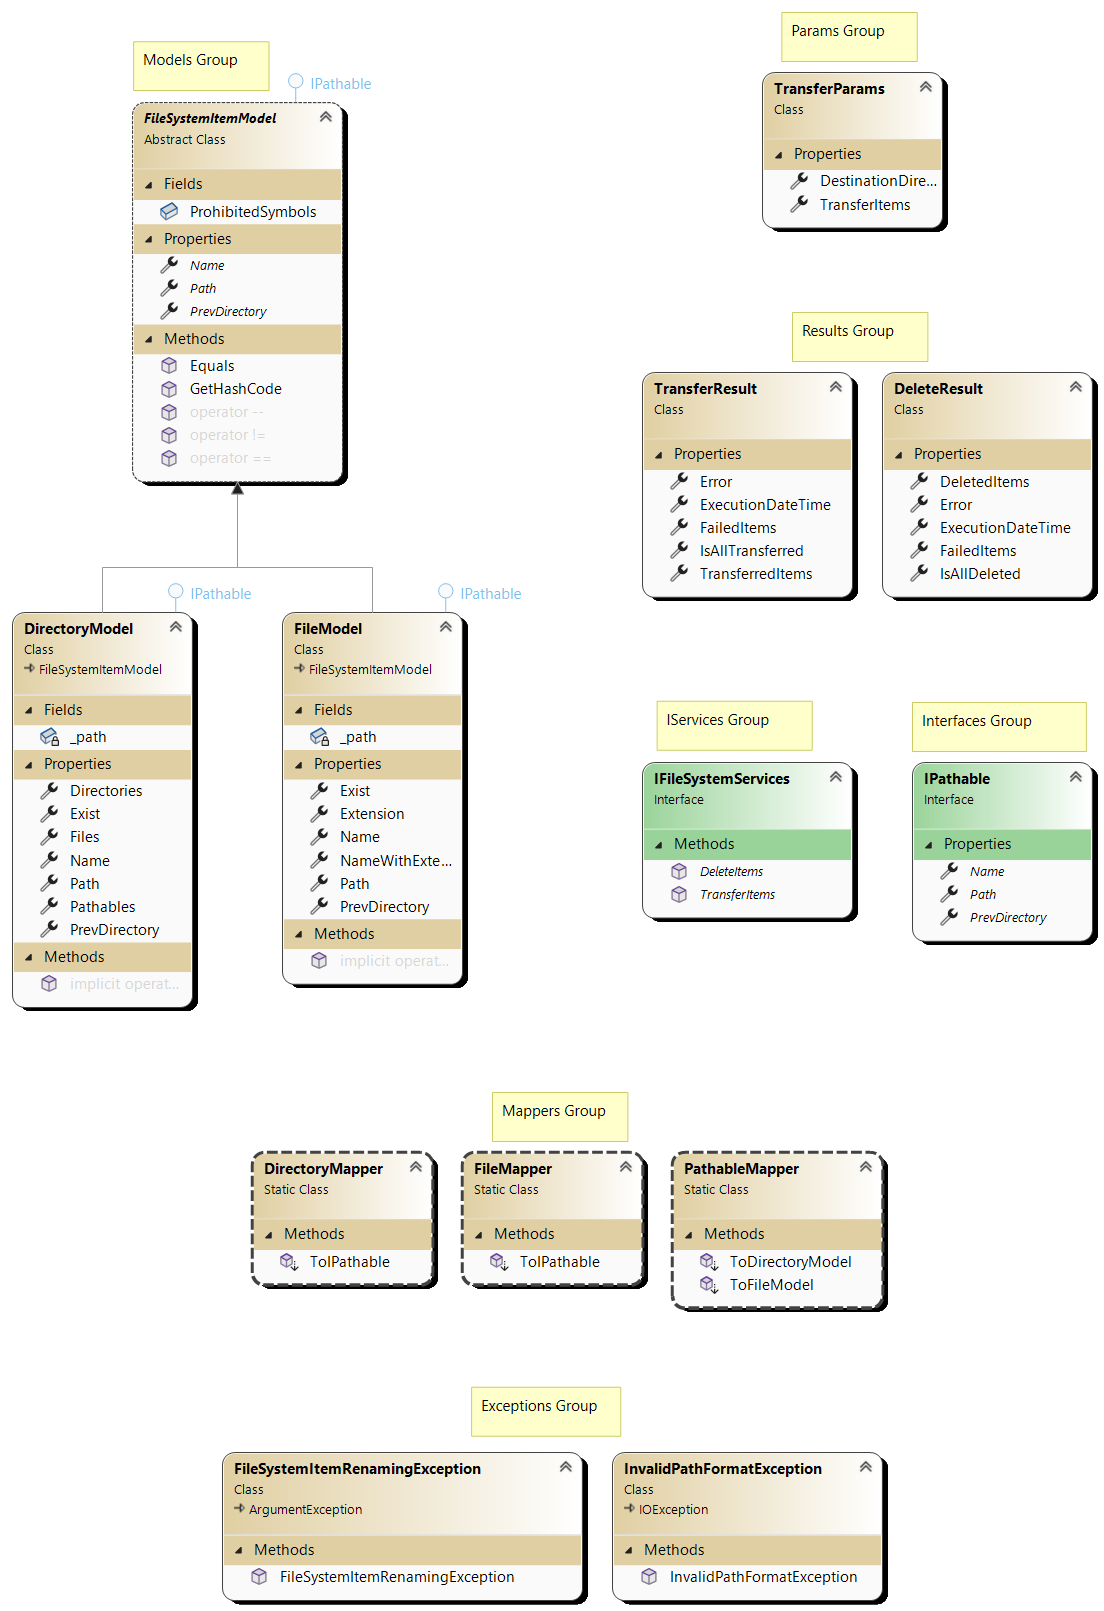 Models Group
IPathable
FileSystemItemModel
Abstract Class
Fields
ProhibitedSymbols
Properties
Name
Path
PrevDirectory
Methods
Equals
GetHashCode
operator --
operator !=
operator ==
IPathable
DirectoryModel
Class
FileSystemItemModel
Fields
_path
Properties
Directories
Exist
Files
Name
Path
Pathables
PrevDirectory
Methods
implicit operat...
IPathable
FileModel
Class
FileSystemItemModel
Fields
_path
Properties
Exist
Extension
Name
NameWithExte...
Path
PrevDirectory
Methods
implicit operat...
Params Group
TransferParams
Class
Properties
DestinationDire...
TransferItems
Results Group
TransferResult
Class
Properties
Error
ExecutionDateTime
FailedItems
IsAllTransferred
TransferredItems
DeleteResult
Class
Properties
DeletedItems
Error
ExecutionDateTime
FailedItems
IsAllDeleted
IServices Group
IFileSystemServices
Interface
Methods
DeleteItems
TransferItems
Interfaces Group
IPathable
Interface
Properties
Name
Path
PrevDirectory
Mappers Group
DirectoryMapper
Static Class
Methods
ToIPathable
FileMapper
Static Class
Methods
ToIPathable
PathableMapper
Static Class
Methods
ToDirectoryModel
ToFileModel
Exceptions Group
FileSystemItemRenamingException
Class
ArgumentException
Methods
FileSystemItemRenamingException
InvalidPathFormatException
Class
IOException
Methods
InvalidPathFormatException